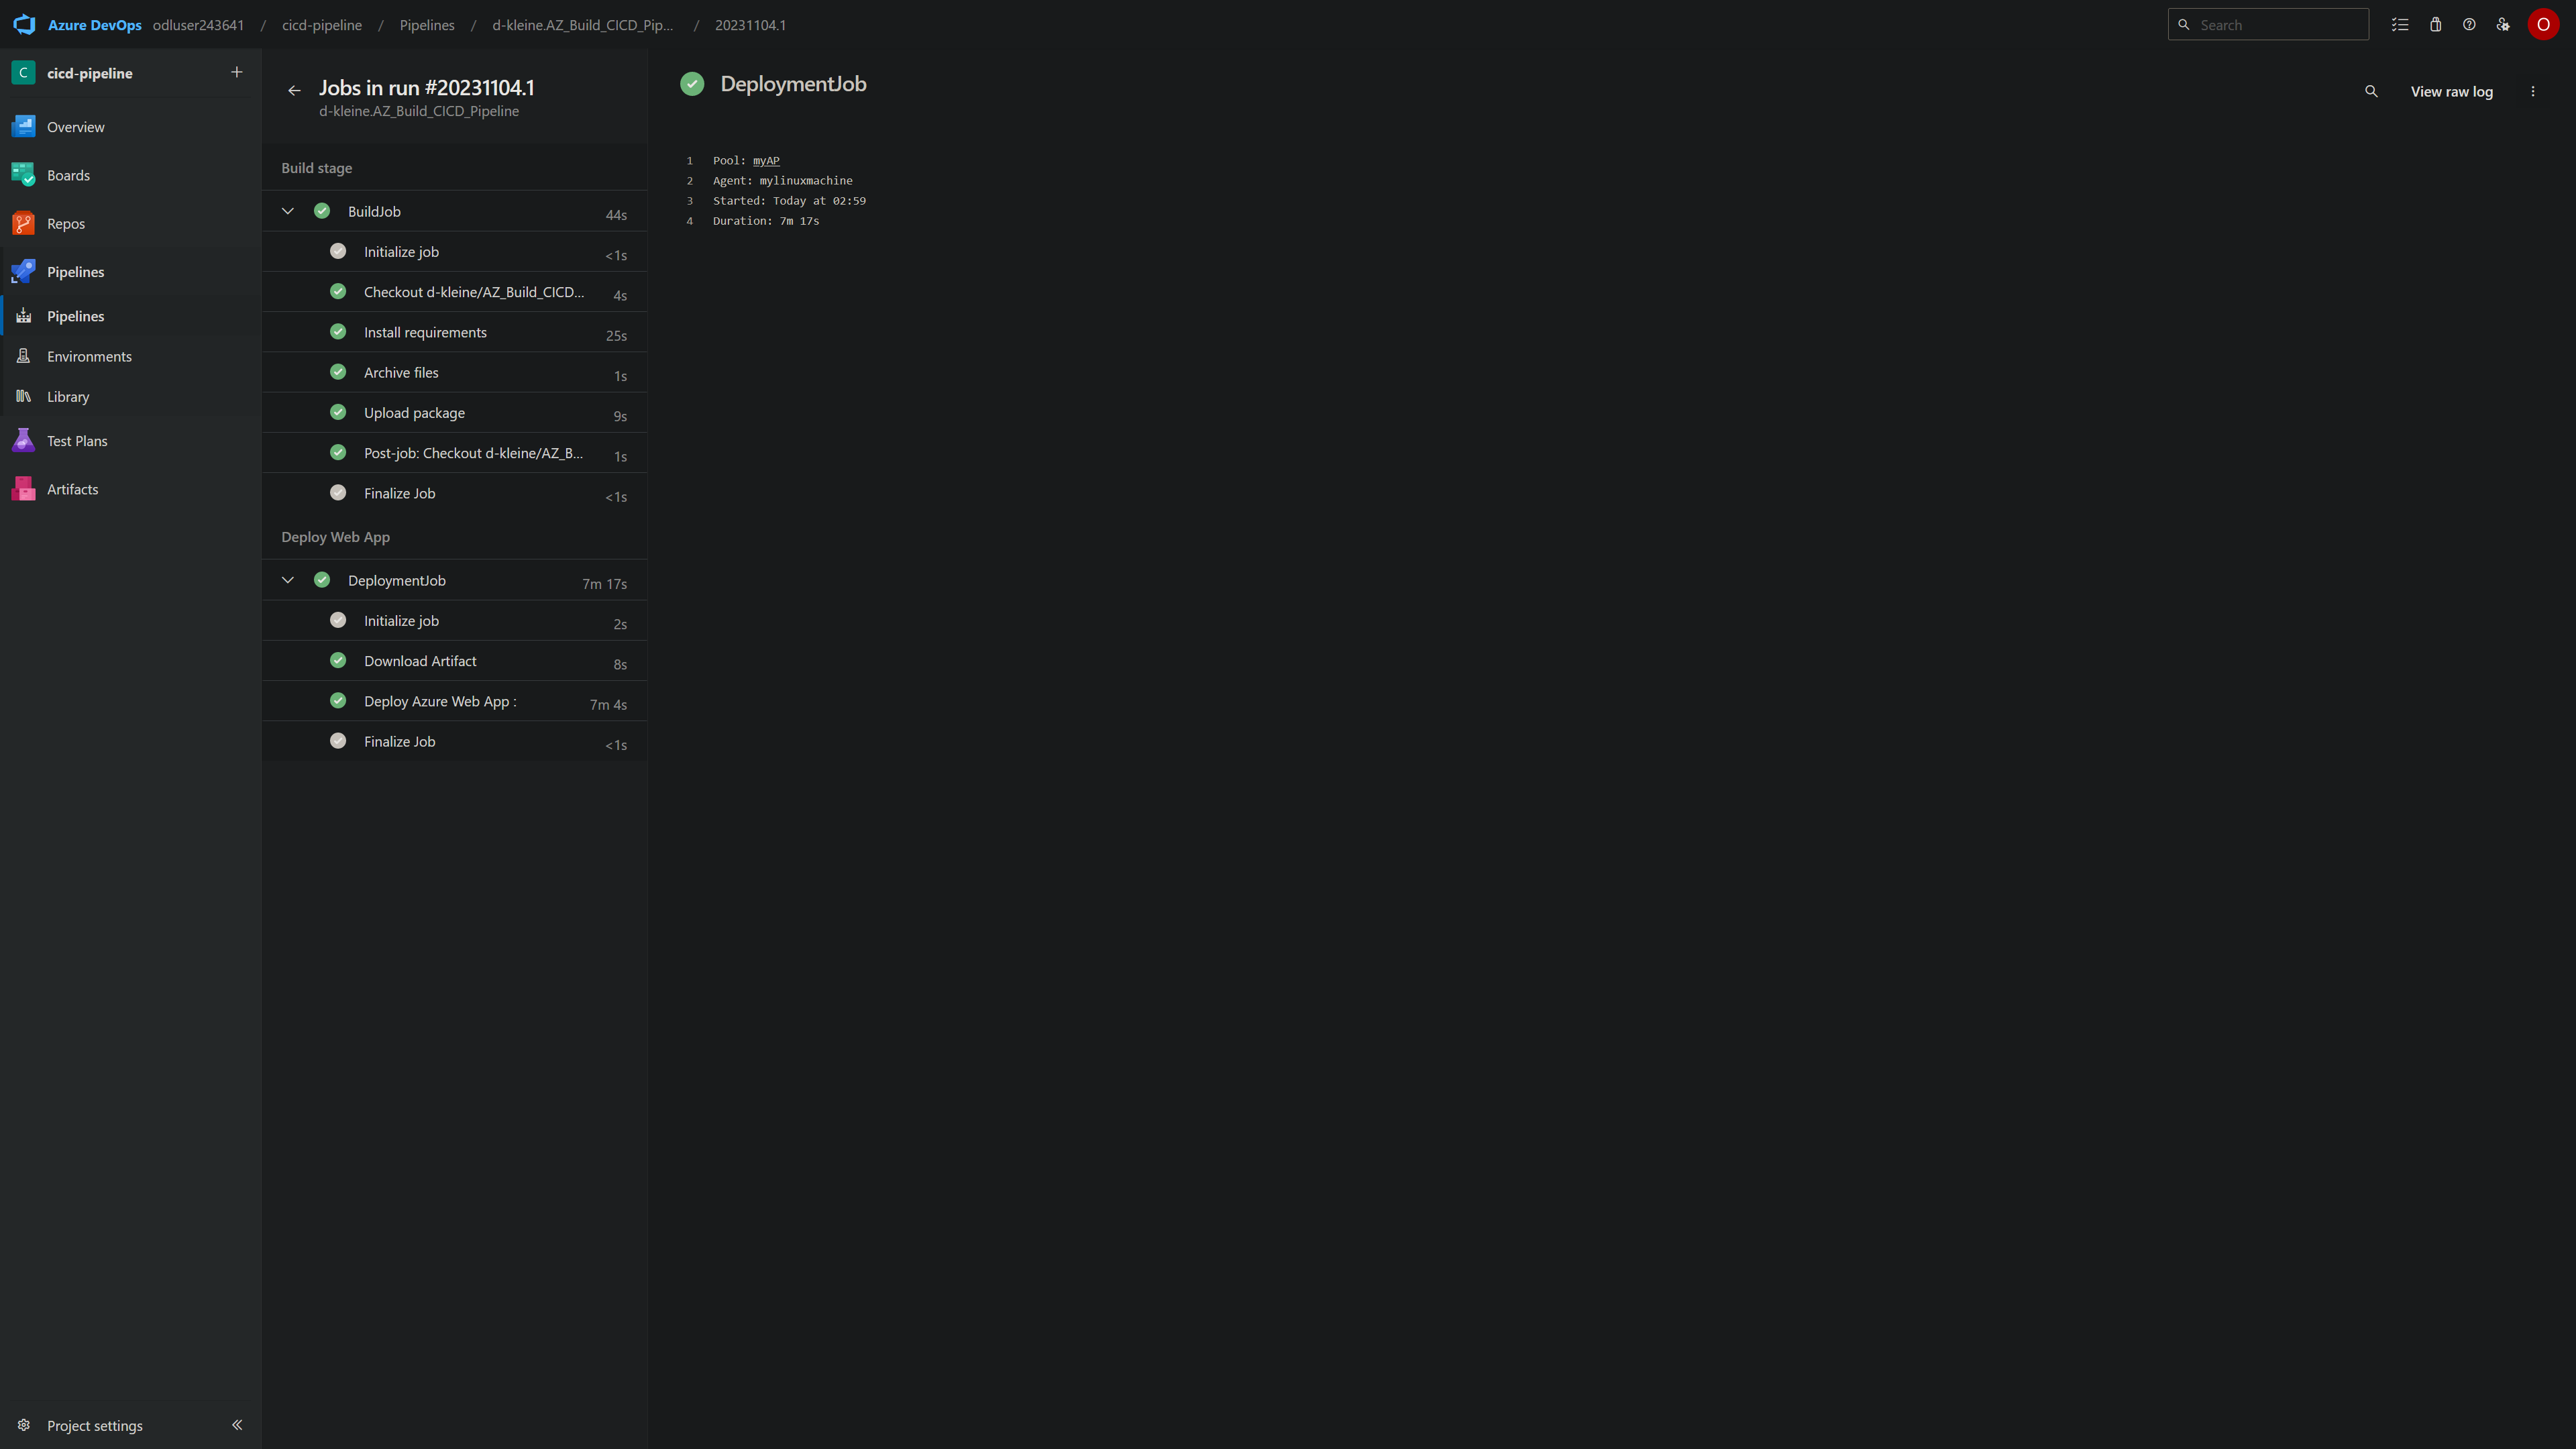 Azure DevOps odluser243641 / cicd-pipeline / Pipelines / d-kleine.AZ_Build_CICD_Pip... / 20231104.1
Search
O
C cicd-pipeline
Overview
Boards
Repos
Pipelines
Pipelines
Environments
Library
Test Plans
Artifacts
Project settings
Jobs in run #20231104.1
d-kleine.AZ_Build_CICD_Pipeline
Build stage
BuildJob 44s
Initialize job <1s
Checkout d-kleine/AZ_Build_CICD... 4s
Install requirements 25s
Archive files 1s
Upload package 9s
Post-job: Checkout d-kleine/AZ_B... 1s
Finalize Job <1s
Deploy Web App
DeploymentJob 7m 17s
Initialize job 2s
Download Artifact 8s
Deploy Azure Web App : 7m 4s
Finalize Job <1s
DeploymentJob
View raw log
1 Pool: myAP
2 Agent: mylinuxmachine
3 Started: Today at 02:59
4 Duration: 7m 17s